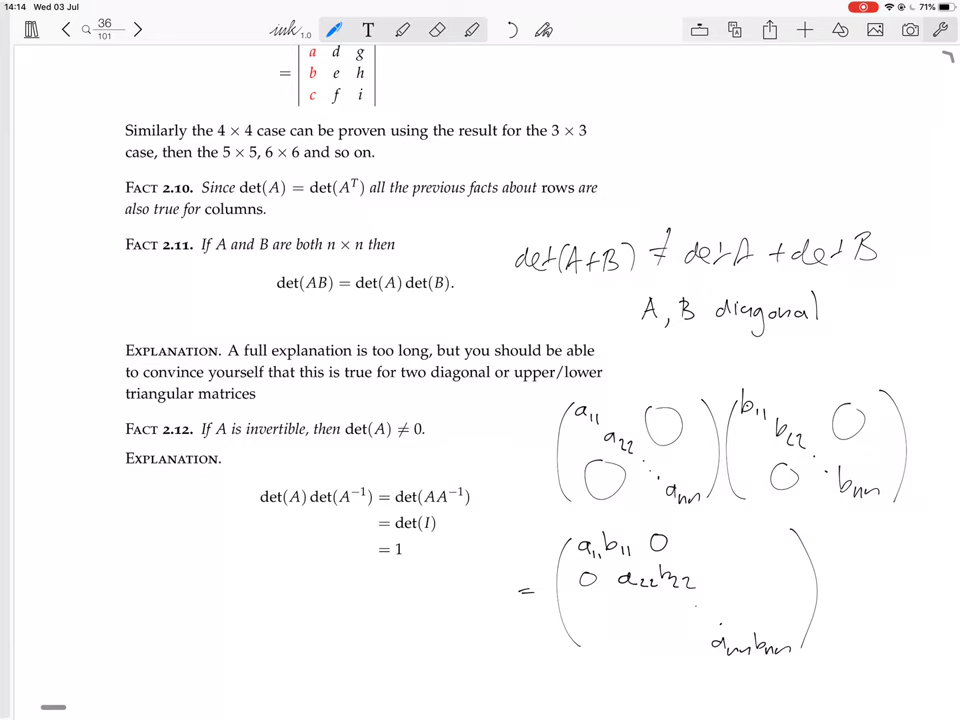 14:14 Wed 03 Jul 71%
36
101
ink 1.0 T
a d g
= b e h
c f i
Similarly the 4 × 4 case can be proven using the result for the 3 × 3
case, then the 5 × 5, 6 × 6 and so on.
FACT 2.10. Since det(A) = det(Aᵀ) all the previous facts about rows are
also true for columns.
FACT 2.11. If A and B are both n × n then
det(AB) = det(A) det(B).
det(A+B) ≠ det A + det B
A, B diagonal
EXPLANATION. A full explanation is too long, but you should be able
to convince yourself that this is true for two diagonal or upper/lower
triangular matrices
FACT 2.12. If A is invertible, then det(A) ≠ 0.
EXPLANATION.
det(A) det(A⁻¹) = det(AA⁻¹)
= det(I)
= 1
a₁₁ 0 b₁₁ 0
a₂₂ b₂₂
0 ⋱ aₙₙ 0 ⋱ bₙₙ
= a₁₁b₁₁ 0
0 a₂₂b₂₂
⋱
aₙₙbₙₙ